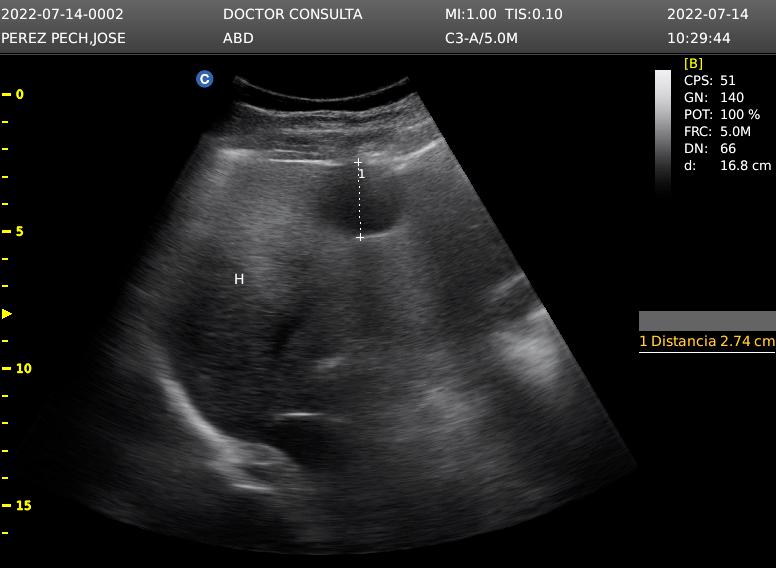 2022-07-14-0002 DOCTOR CONSULTA MI:1.00 TIS:0.10 2022-07-14
PEREZ PECH,JOSE ABD C3-A/5.0M 10:29:44
C
[B]
CPS: 51
GN: 140
POT: 100 %
FRC: 5.0M
DN: 66
d: 16.8 cm
0
5
10
15
1
H
1 Distancia 2.74 cm